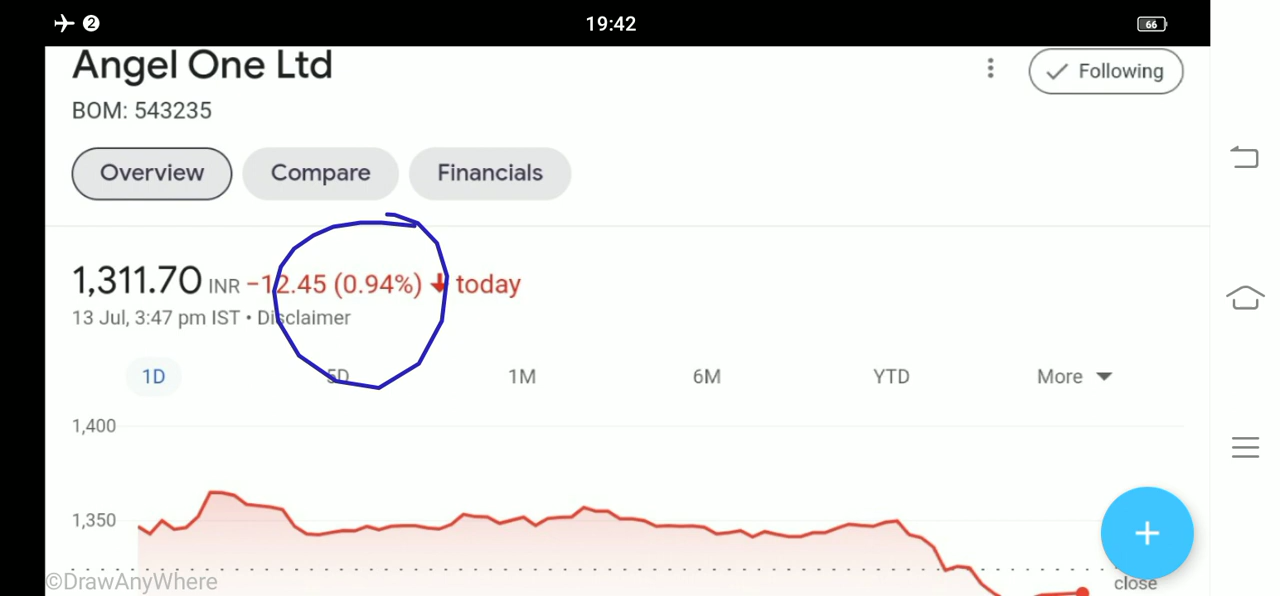 19:42
2
66
Angel One Ltd
Following
BOM: 543235
Overview Compare Financials
1,311.70 INR −12.45 (0.94%) ↓ today
13 Jul, 3:47 pm IST • Disclaimer
1D 5D 1M 6M YTD More
1,400
1,350
close
©DrawAnyWhere